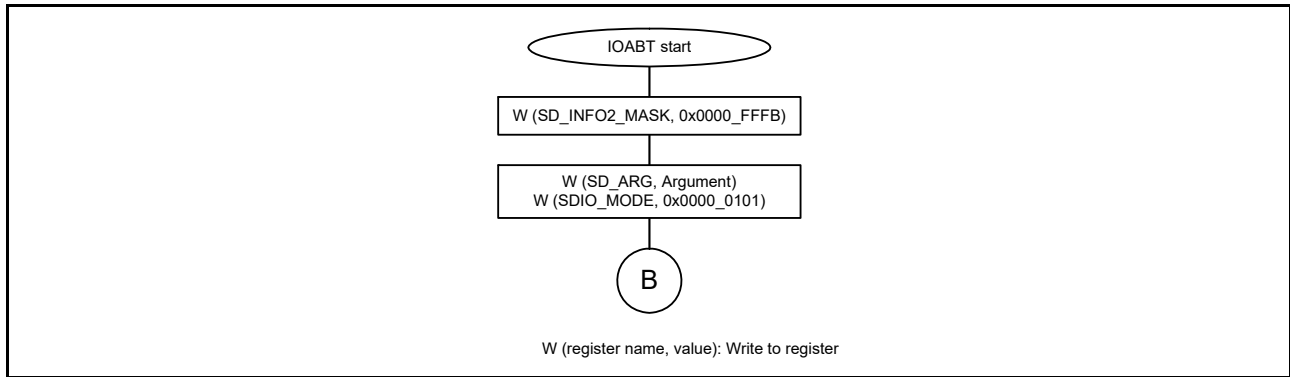 IOABT start
W (SD_INFO2_MASK, 0x0000_FFFB)
W (SD_ARG, Argument)
W (SDIO_MODE, 0x0000_0101)
B
W (register name, value): Write to register